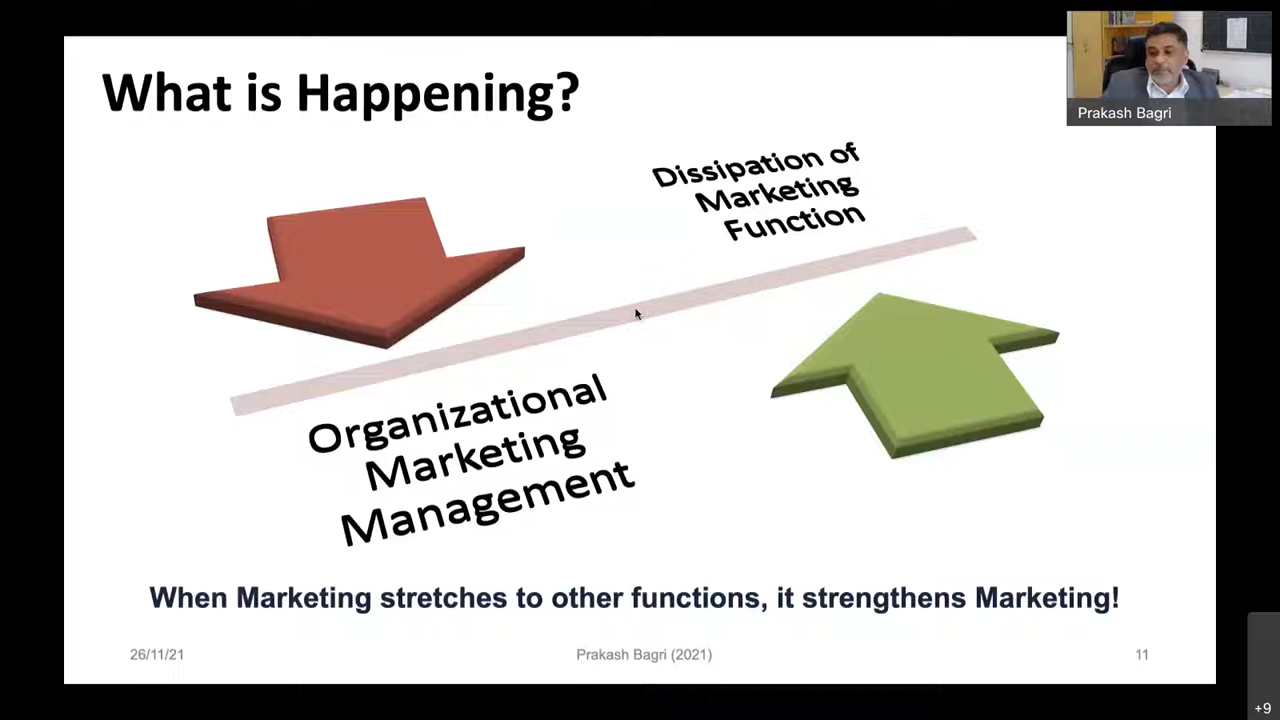 What is Happening?
Prakash Bagri
Dissipation of
Marketing
Function
Organizational
Marketing
Management
When Marketing stretches to other functions, it strengthens Marketing!
26/11/21
Prakash Bagri (2021)
11
+9